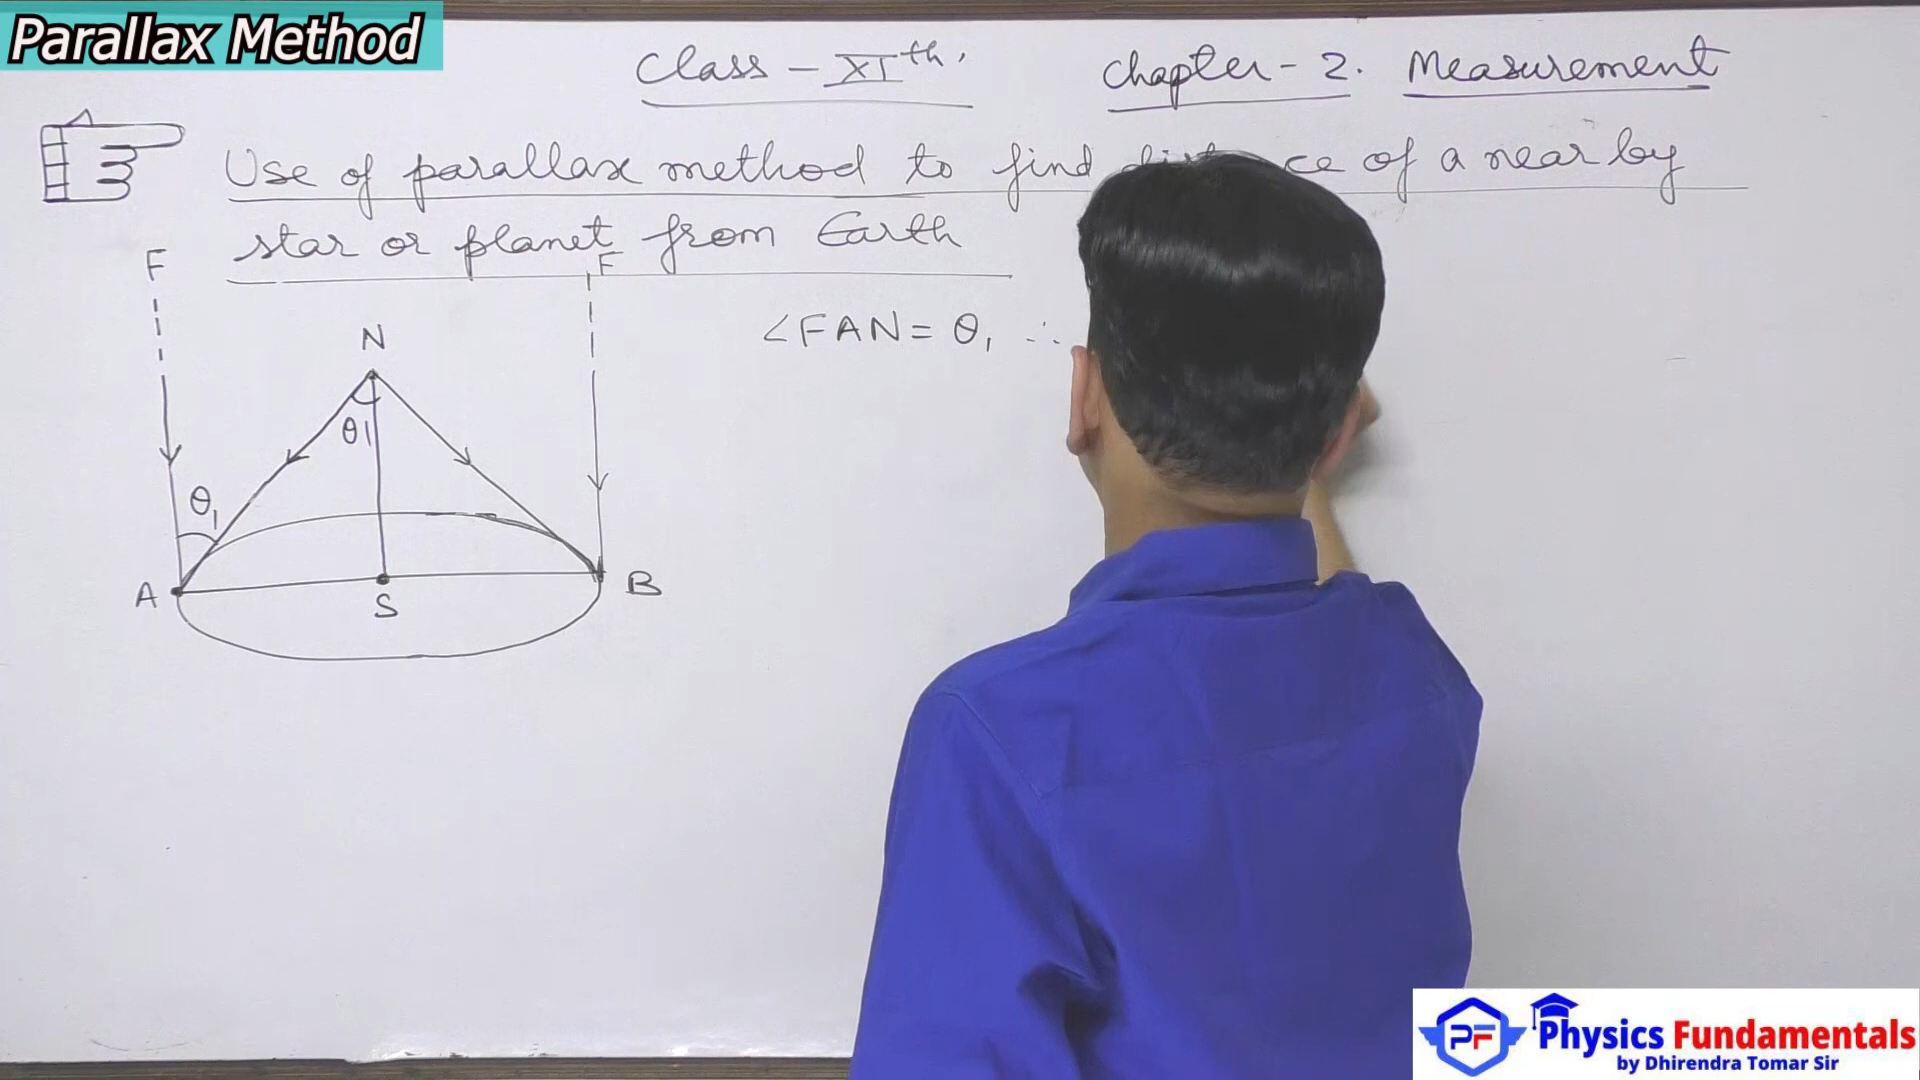 Parallax Method
Class - XIth.
Chapter - 2. Measurement
Use of parallax method to find of a near by
star or planet from Earth
F
F
N
∠FAN = θ₁ ∴
θ₁
θ₁
A
S
B
PF Physics Fundamentals
by Dhirendra Tomar Sir